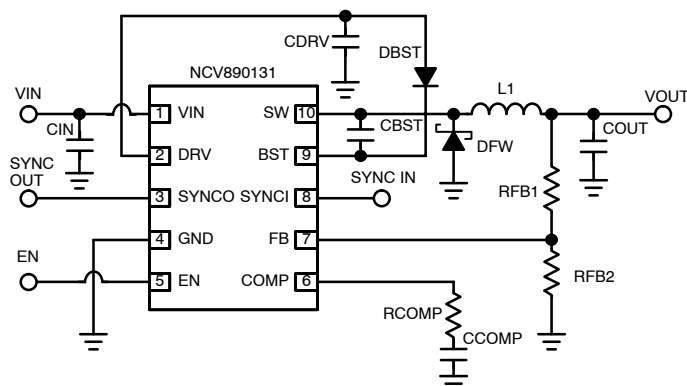 CDRV
DBST
NCV890131
L1
VIN
VOUT
CIN
1 VIN
SW 10
CBST
COUT
DFW
2 DRV
BST 9
SYNC
OUT
SYNC IN
RFB1
3 SYNCO
SYNCI 8
4 GND
FB 7
EN
5 EN
COMP 6
RFB2
RCOMP
CCOMP